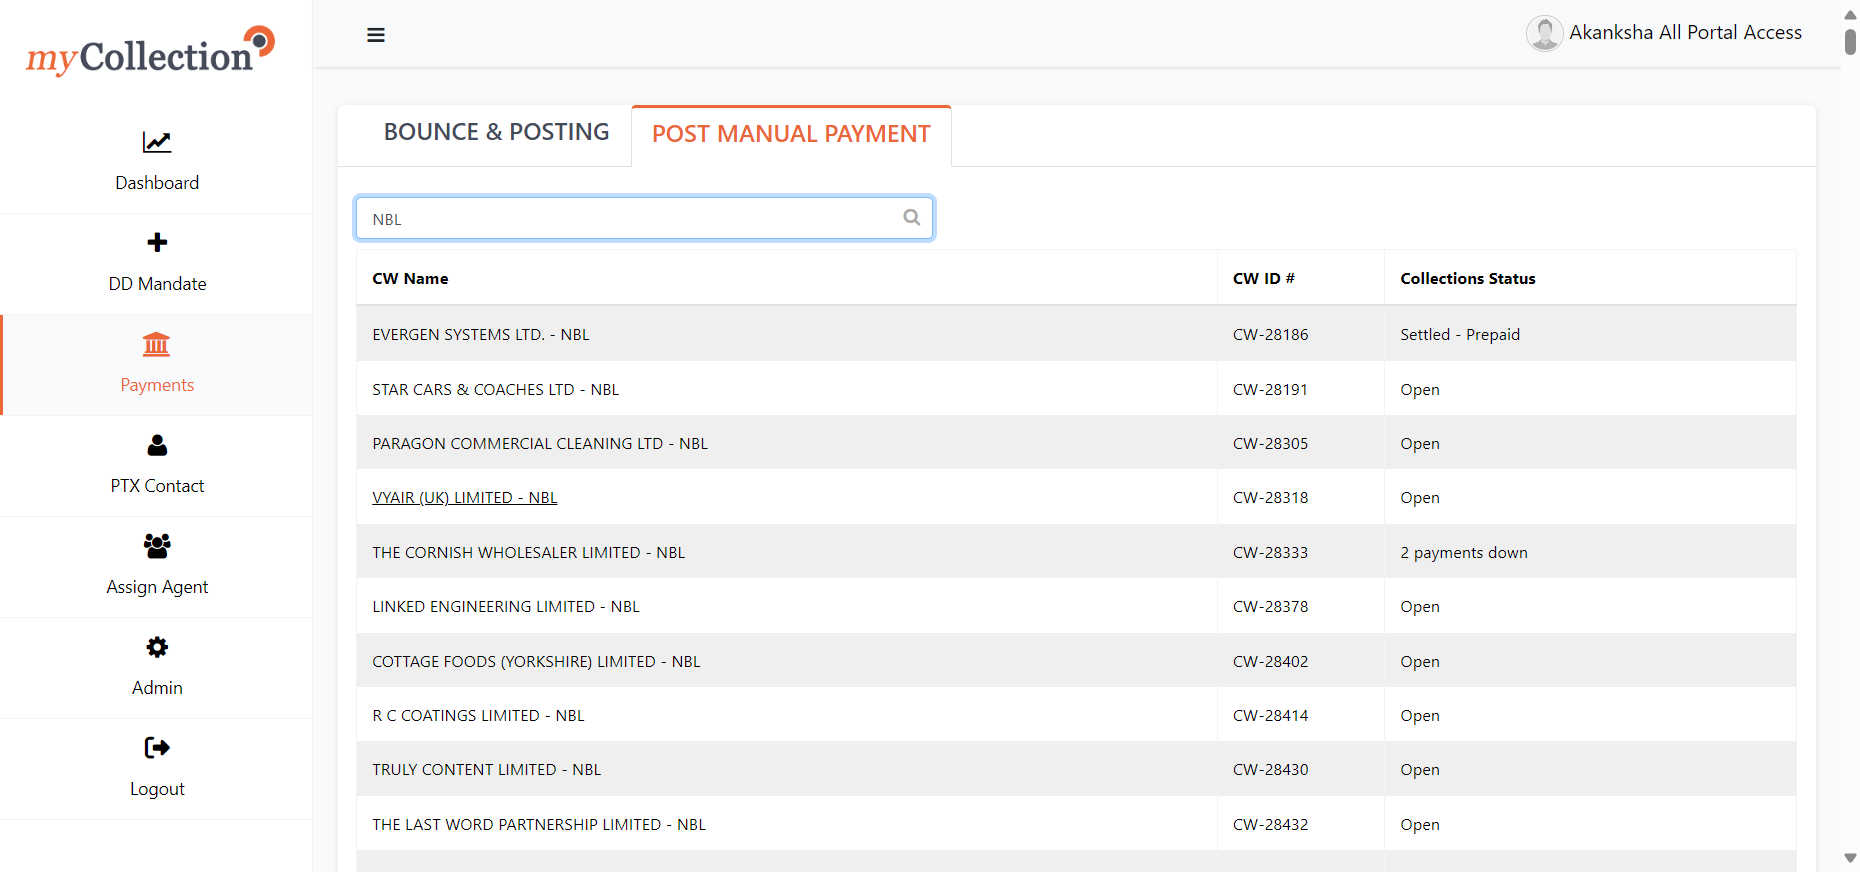 myCollection
Akanksha All Portal Access
Dashboard
DD Mandate
Payments
PTX Contact
Assign Agent
Admin
Logout
BOUNCE & POSTING
POST MANUAL PAYMENT
NBL
CW Name CW ID # Collections Status
EVERGEN SYSTEMS LTD. - NBL CW-28186 Settled - Prepaid
STAR CARS & COACHES LTD - NBL CW-28191 Open
PARAGON COMMERCIAL CLEANING LTD - NBL CW-28305 Open
VYAIR (UK) LIMITED - NBL CW-28318 Open
THE CORNISH WHOLESALER LIMITED - NBL CW-28333 2 payments down
LINKED ENGINEERING LIMITED - NBL CW-28378 Open
COTTAGE FOODS (YORKSHIRE) LIMITED - NBL CW-28402 Open
R C COATINGS LIMITED - NBL CW-28414 Open
TRULY CONTENT LIMITED - NBL CW-28430 Open
THE LAST WORD PARTNERSHIP LIMITED - NBL CW-28432 Open